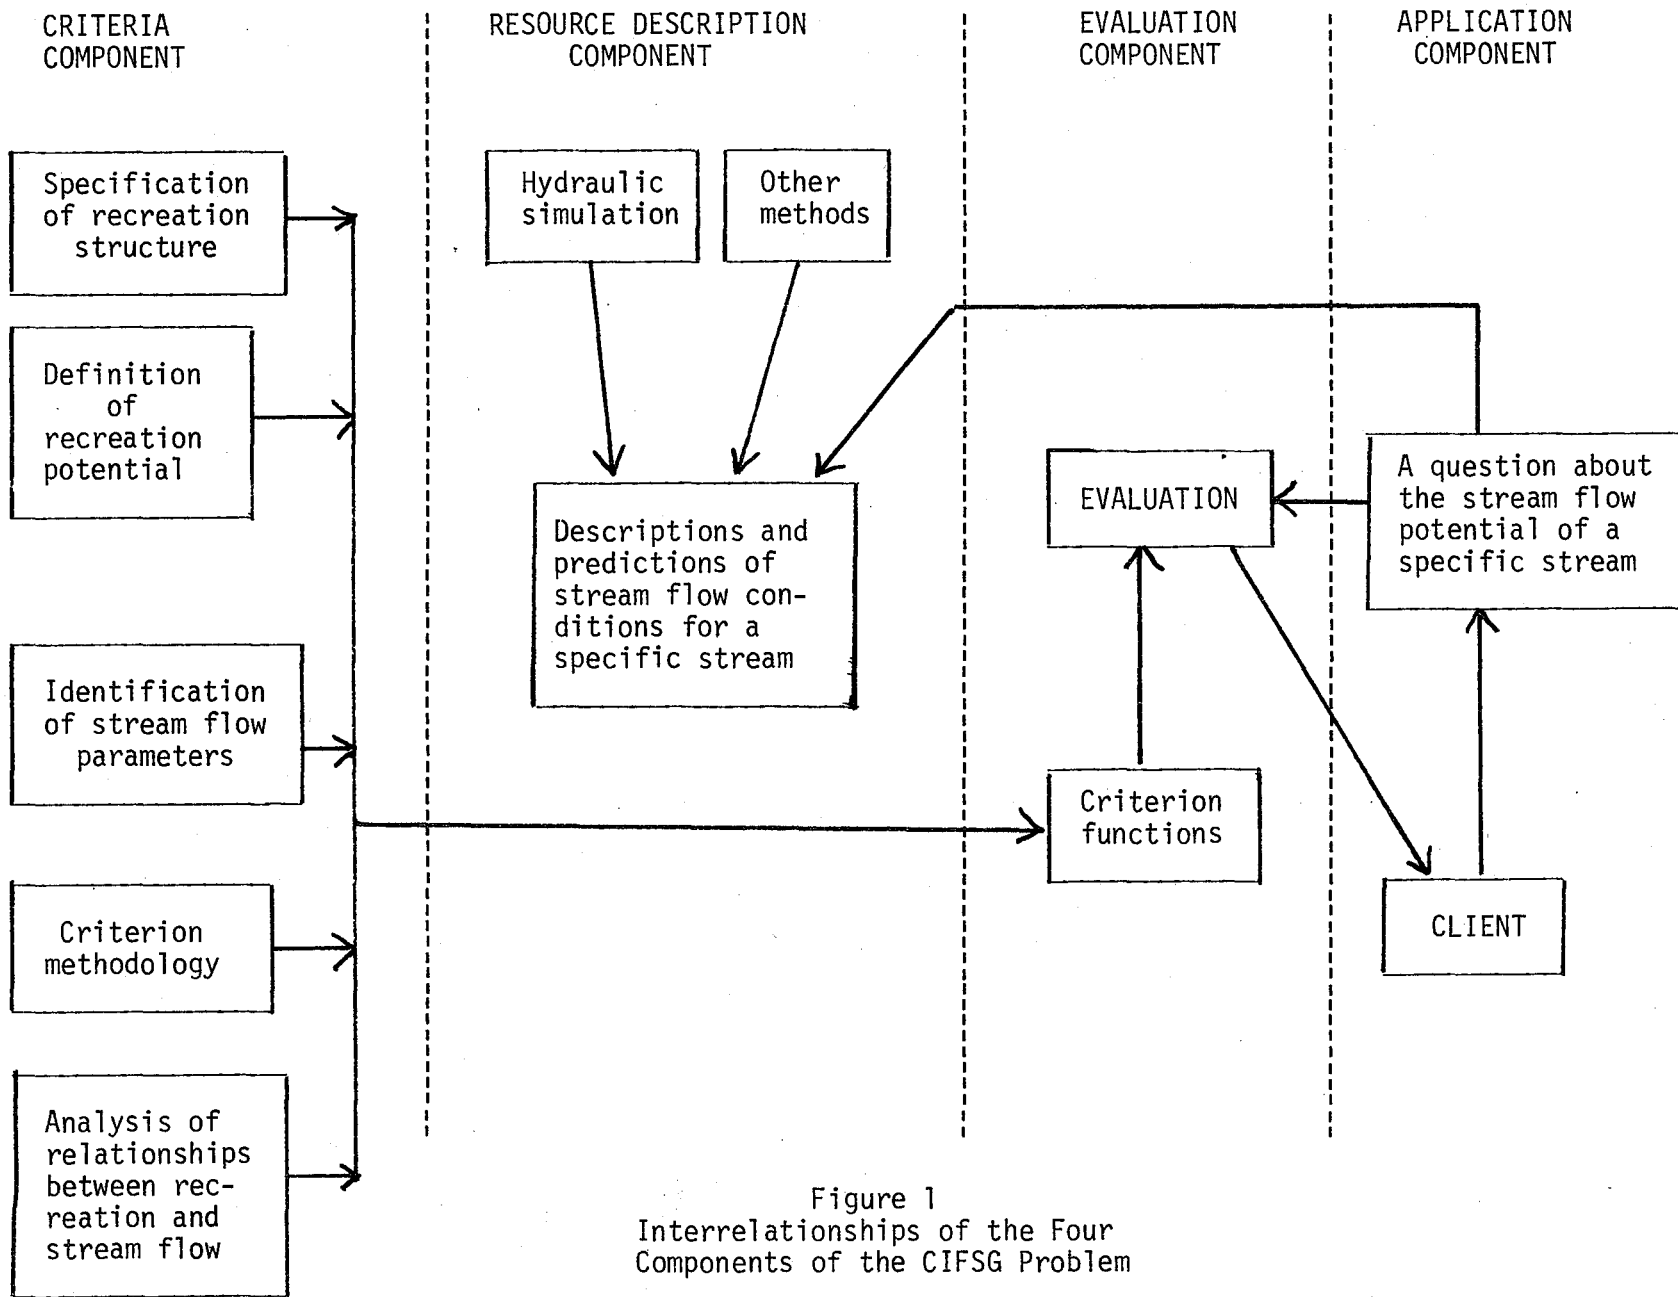 CRITERIA
COMPONENT
RESOURCE DESCRIPTION
COMPONENT
EVALUATION
COMPONENT
APPLICATION
COMPONENT
Specification
of recreation
structure
Definition
of
recreation
potential
Identification
of stream flow
parameters
Criterion
methodology
Analysis of
relationships
between rec-
reation and
stream flow
Hydraulic
simulation
Other
methods
Descriptions and
predictions of
stream flow con-
ditions for a
specific stream
EVALUATION
Criterion
functions
A question about
the stream flow
potential of a
specific stream
CLIENT
Figure 1
Interrelationships of the Four
Components of the CIFSG Problem